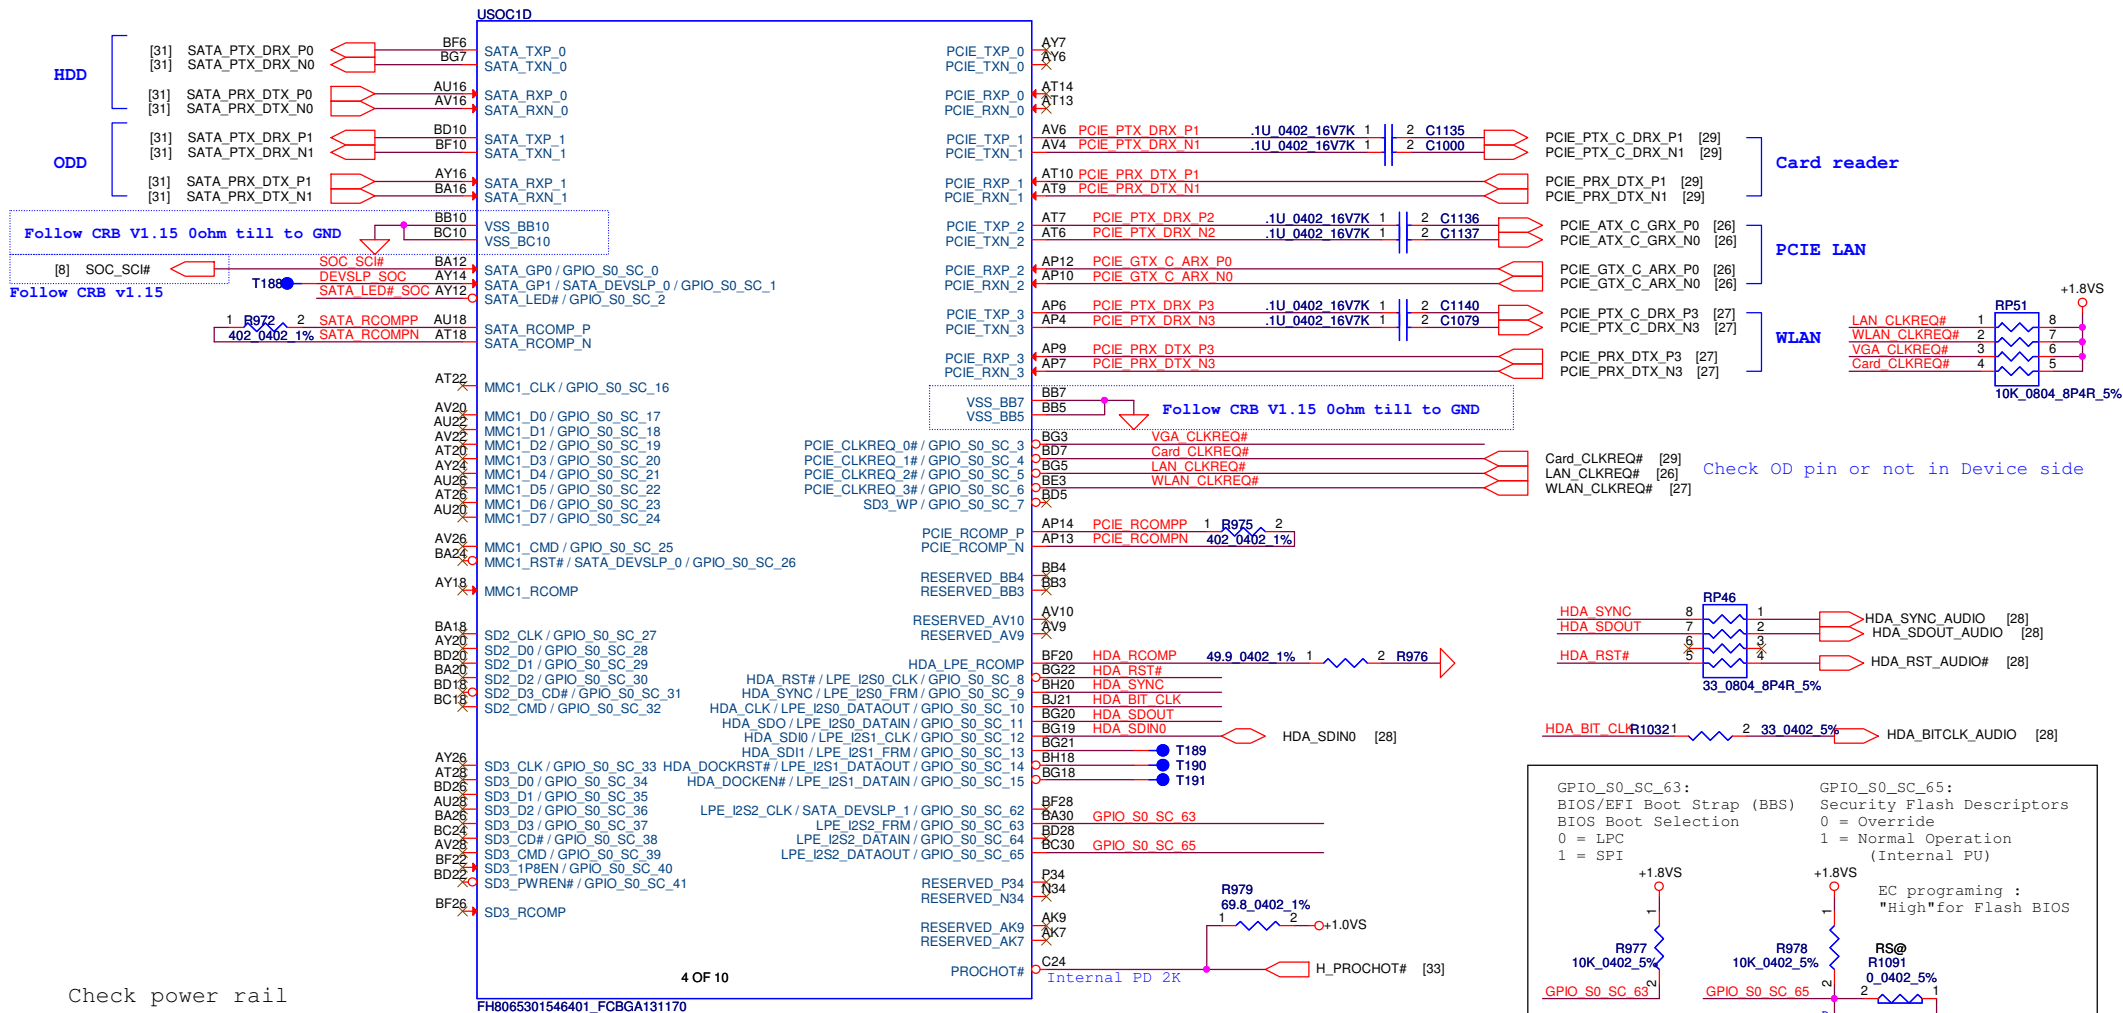 USOC1D
HDD
[31] SATA_PTX_DRX_P0 BF6 SATA_TXP_0
[31] SATA_PTX_DRX_N0 BG7 SATA_TXN_0
[31] SATA_PRX_DTX_P0 AU16 SATA_RXP_0
[31] SATA_PRX_DTX_N0 AV16 SATA_RXN_0
ODD
[31] SATA_PTX_DRX_P1 BD10 SATA_TXP_1
[31] SATA_PTX_DRX_N1 BF10 SATA_TXN_1
[31] SATA_PRX_DTX_P1 AY16 SATA_RXP_1
[31] SATA_PRX_DTX_N1 BA16 SATA_RXN_1
Follow CRB V1.15 0ohm till to GND
BB10 VSS_BB10
BC10 VSS_BC10
[8] SOC_SCI# SOC_SCI# BA12 SATA_GP0 / GPIO_S0_SC_0
Follow CRB v1.15
T188 DEVSLP_SOC AY14 SATA_GP1 / SATA_DEVSLP_0 / GPIO_S0_SC_1
SATA_LED#_SOC AY12 SATA_LED# / GPIO_S0_SC_2
1 R972 2 SATA_RCOMPP AU18 SATA_RCOMP_P
402_0402_1% SATA_RCOMPN AT18 SATA_RCOMP_N
AT22 MMC1_CLK / GPIO_S0_SC_16
AV20 MMC1_D0 / GPIO_S0_SC_17
AU22 MMC1_D1 / GPIO_S0_SC_18
AV22 MMC1_D2 / GPIO_S0_SC_19
AT20 MMC1_D3 / GPIO_S0_SC_20
AY24 MMC1_D4 / GPIO_S0_SC_21
AU26 MMC1_D5 / GPIO_S0_SC_22
AT26 MMC1_D6 / GPIO_S0_SC_23
AU20 MMC1_D7 / GPIO_S0_SC_24
AV26 MMC1_CMD / GPIO_S0_SC_25
BA24 MMC1_RST# / SATA_DEVSLP_0 / GPIO_S0_SC_26
AY18 MMC1_RCOMP
BA18 SD2_CLK / GPIO_S0_SC_27
AY20 SD2_D0 / GPIO_S0_SC_28
BD20 SD2_D1 / GPIO_S0_SC_29
BA20 SD2_D2 / GPIO_S0_SC_30
BD18 SD2_D3_CD# / GPIO_S0_SC_31
BC18 SD2_CMD / GPIO_S0_SC_32
AY26 SD3_CLK / GPIO_S0_SC_33
AT28 SD3_D0 / GPIO_S0_SC_34
BD26 SD3_D1 / GPIO_S0_SC_35
AU28 SD3_D2 / GPIO_S0_SC_36
BA26 SD3_D3 / GPIO_S0_SC_37
BC24 SD3_CD# / GPIO_S0_SC_38
AV28 SD3_CMD / GPIO_S0_SC_39
BF22 SD3_1P8EN / GPIO_S0_SC_40
BD22 SD3_PWREN# / GPIO_S0_SC_41
BF26 SD3_RCOMP
4 OF 10
FH8065301546401_FCBGA131170
Check power rail
PCIE_TXP_0 AY7
PCIE_TXN_0 AY6
PCIE_RXP_0 AT14
PCIE_RXN_0 AT13
PCIE_TXP_1 AV6 PCIE_PTX_DRX_P1 .1U_0402_16V7K 1 2 C1135 PCIE_PTX_C_DRX_P1 [29]
PCIE_TXN_1 AV4 PCIE_PTX_DRX_N1 .1U_0402_16V7K 1 2 C1000 PCIE_PTX_C_DRX_N1 [29]
Card reader
PCIE_RXP_1 AT10 PCIE_PRX_DTX_P1 PCIE_PRX_DTX_P1 [29]
PCIE_RXN_1 AT9 PCIE_PRX_DTX_N1 PCIE_PRX_DTX_N1 [29]
PCIE_TXP_2 AT7 PCIE_PTX_DRX_P2 .1U_0402_16V7K 1 2 C1136 PCIE_ATX_C_GRX_P0 [26]
PCIE_TXN_2 AT6 PCIE_PTX_DRX_N2 .1U_0402_16V7K 1 2 C1137 PCIE_ATX_C_GRX_N0 [26]
PCIE LAN
PCIE_RXP_2 AP12 PCIE_GTX_C_ARX_P0 PCIE_GTX_C_ARX_P0 [26]
PCIE_RXN_2 AP10 PCIE_GTX_C_ARX_N0 PCIE_GTX_C_ARX_N0 [26]
PCIE_TXP_3 AP6 PCIE_PTX_DRX_P3 .1U_0402_16V7K 1 2 C1140 PCIE_PTX_C_DRX_P3 [27]
PCIE_TXN_3 AP4 PCIE_PTX_DRX_N3 .1U_0402_16V7K 1 2 C1079 PCIE_PTX_C_DRX_N3 [27]
WLAN
PCIE_RXP_3 AP9 PCIE_PRX_DTX_P3 PCIE_PRX_DTX_P3 [27]
PCIE_RXN_3 AP7 PCIE_PRX_DTX_N3 PCIE_PRX_DTX_N3 [27]
VSS_BB7 BB7
VSS_BB5 BB5
Follow CRB V1.15 0ohm till to GND
PCIE_CLKREQ_0# / GPIO_S0_SC_3 BG3 VGA_CLKREQ#
PCIE_CLKREQ_1# / GPIO_S0_SC_4 BD7 Card_CLKREQ# Card_CLKREQ# [29]
PCIE_CLKREQ_2# / GPIO_S0_SC_5 BG5 LAN_CLKREQ# LAN_CLKREQ# [26]
PCIE_CLKREQ_3# / GPIO_S0_SC_6 BE3 WLAN_CLKREQ# WLAN_CLKREQ# [27]
Check OD pin or not in Device side
SD3_WP / GPIO_S0_SC_7 BD5
PCIE_RCOMP_P AP14 PCIE_RCOMPP 1 R975 2
PCIE_RCOMP_N AP13 PCIE_RCOMPN 402_0402_1%
RESERVED_BB4 BB4
RESERVED_BB3 BB3
RESERVED_AV10 AV10
RESERVED_AV9 AV9
HDA_LPE_RCOMP BF20 HDA_RCOMP 49.9_0402_1% 1 2 R976
HDA_RST# / LPE_I2S0_CLK / GPIO_S0_SC_8 BG22 HDA_RST#
HDA_SYNC / LPE_I2S0_FRM / GPIO_S0_SC_9 BH20 HDA_SYNC
HDA_CLK / LPE_I2S0_DATAOUT / GPIO_S0_SC_10 BJ21 HDA_BIT_CLK
HDA_SDO / LPE_I2S0_DATAIN / GPIO_S0_SC_11 BG20 HDA_SDOUT
HDA_SDI0 / LPE_I2S1_CLK / GPIO_S0_SC_12 BG19 HDA_SDIN0 HDA_SDIN0 [28]
HDA_SDI1 / LPE_I2S1_FRM / GPIO_S0_SC_13 BG21 T189
HDA_DOCKRST# / LPE_I2S1_DATAOUT / GPIO_S0_SC_14 BH18 T190
HDA_DOCKEN# / LPE_I2S1_DATAIN / GPIO_S0_SC_15 BG18 T191
LPE_I2S2_CLK / SATA_DEVSLP_1 / GPIO_S0_SC_62 BF28
LPE_I2S2_FRM / GPIO_S0_SC_63 BA30 GPIO_S0_SC_63
LPE_I2S2_DATAIN / GPIO_S0_SC_64 BD28
LPE_I2S2_DATAOUT / GPIO_S0_SC_65 BC30 GPIO_S0_SC_65
RESERVED_P34 P34
RESERVED_N34 N34
RESERVED_AK9 AK9
RESERVED_AK7 AK7
R979
69.8_0402_1%
1 2 +1.0VS
PROCHOT# C24 H_PROCHOT# [33]
Internal PD 2K
+1.8VS
RP51
LAN_CLKREQ# 1 8
WLAN_CLKREQ# 2 7
VGA_CLKREQ# 3 6
Card_CLKREQ# 4 5
10K_0804_8P4R_5%
RP46
HDA_SYNC 8 1 HDA_SYNC_AUDIO [28]
HDA_SDOUT 7 2 HDA_SDOUT_AUDIO [28]
6 3
HDA_RST# 5 4 HDA_RST_AUDIO# [28]
33_0804_8P4R_5%
HDA_BIT_CLK R1032 1 2 33_0402_5% HDA_BITCLK_AUDIO [28]
GPIO_S0_SC_63:
BIOS/EFI Boot Strap (BBS)
BIOS Boot Selection
0 = LPC
1 = SPI
+1.8VS
1
R977
10K_0402_5%
2
GPIO_S0_SC_63
GPIO_S0_SC_65:
Security Flash Descriptors
0 = Override
1 = Normal Operation
(Internal PU)
+1.8VS
EC programing :
"High"for Flash BIOS
1
R978
10K_0402_5%
2
RS@
R1091
0_0402_5%
GPIO_S0_SC_65 2 1